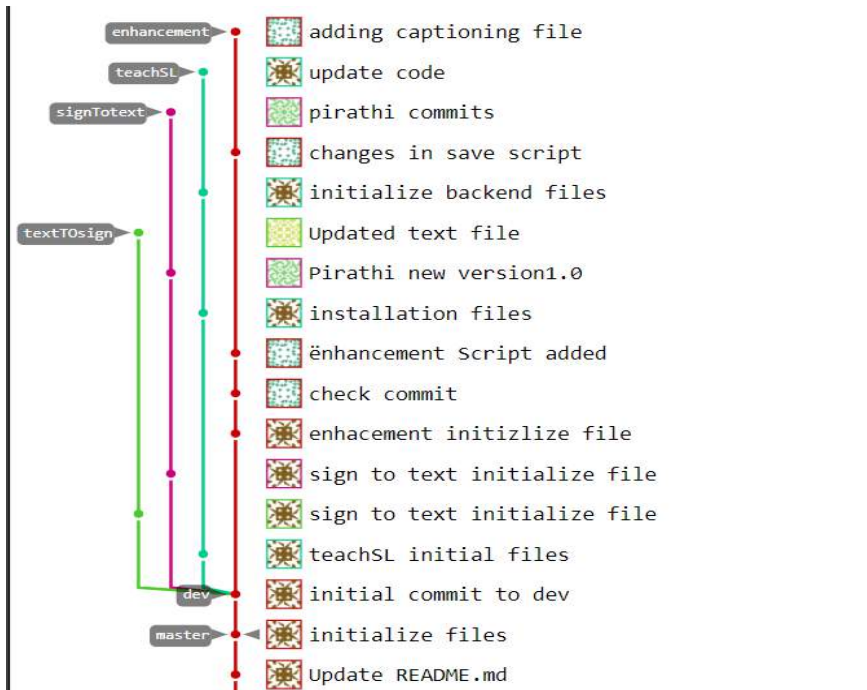 enhancement adding captioning file
teachSL update code
signTotext pirathi commits
changes in save script
initialize backend files
textTOsign Updated text file
Pirathi new version1.0
installation files
ënhancement Script added
check commit
enhacement initizlize file
sign to text initialize file
sign to text initialize file
teachSL initial files
dev initial commit to dev
master initialize files
Update README.md